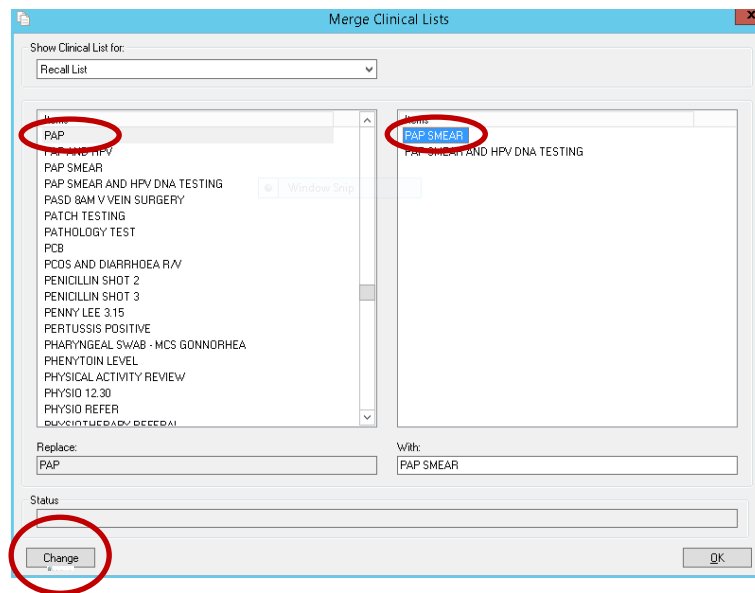 Merge Clinical Lists
x
Show Clinical List for:
Recall List
Items
PAP
PAP AND HPV
PAP SMEAR
PAP SMEAR AND HPV DNA TESTING
PASD 8AM V VEIN SURGERY
PATCH TESTING
PATHOLOGY TEST
PCB
PCOS AND DIARRHOEA R/V
PENICILLIN SHOT 2
PENICILLIN SHOT 3
PENNY LEE 3.15
PERTUSSIS POSITIVE
PHARYNGEAL SWAB - MCS GONNORHEA
PHENYTOIN LEVEL
PHYSICAL ACTIVITY REVIEW
PHYSIO 12.30
PHYSIO REFER
PHYSIOTHERAPY REFERAL
Items
PAP SMEAR
PAP SMEAR AND HPV DNA TESTING
Window Snip
Replace:
PAP
With:
PAP SMEAR
Status
Change
OK